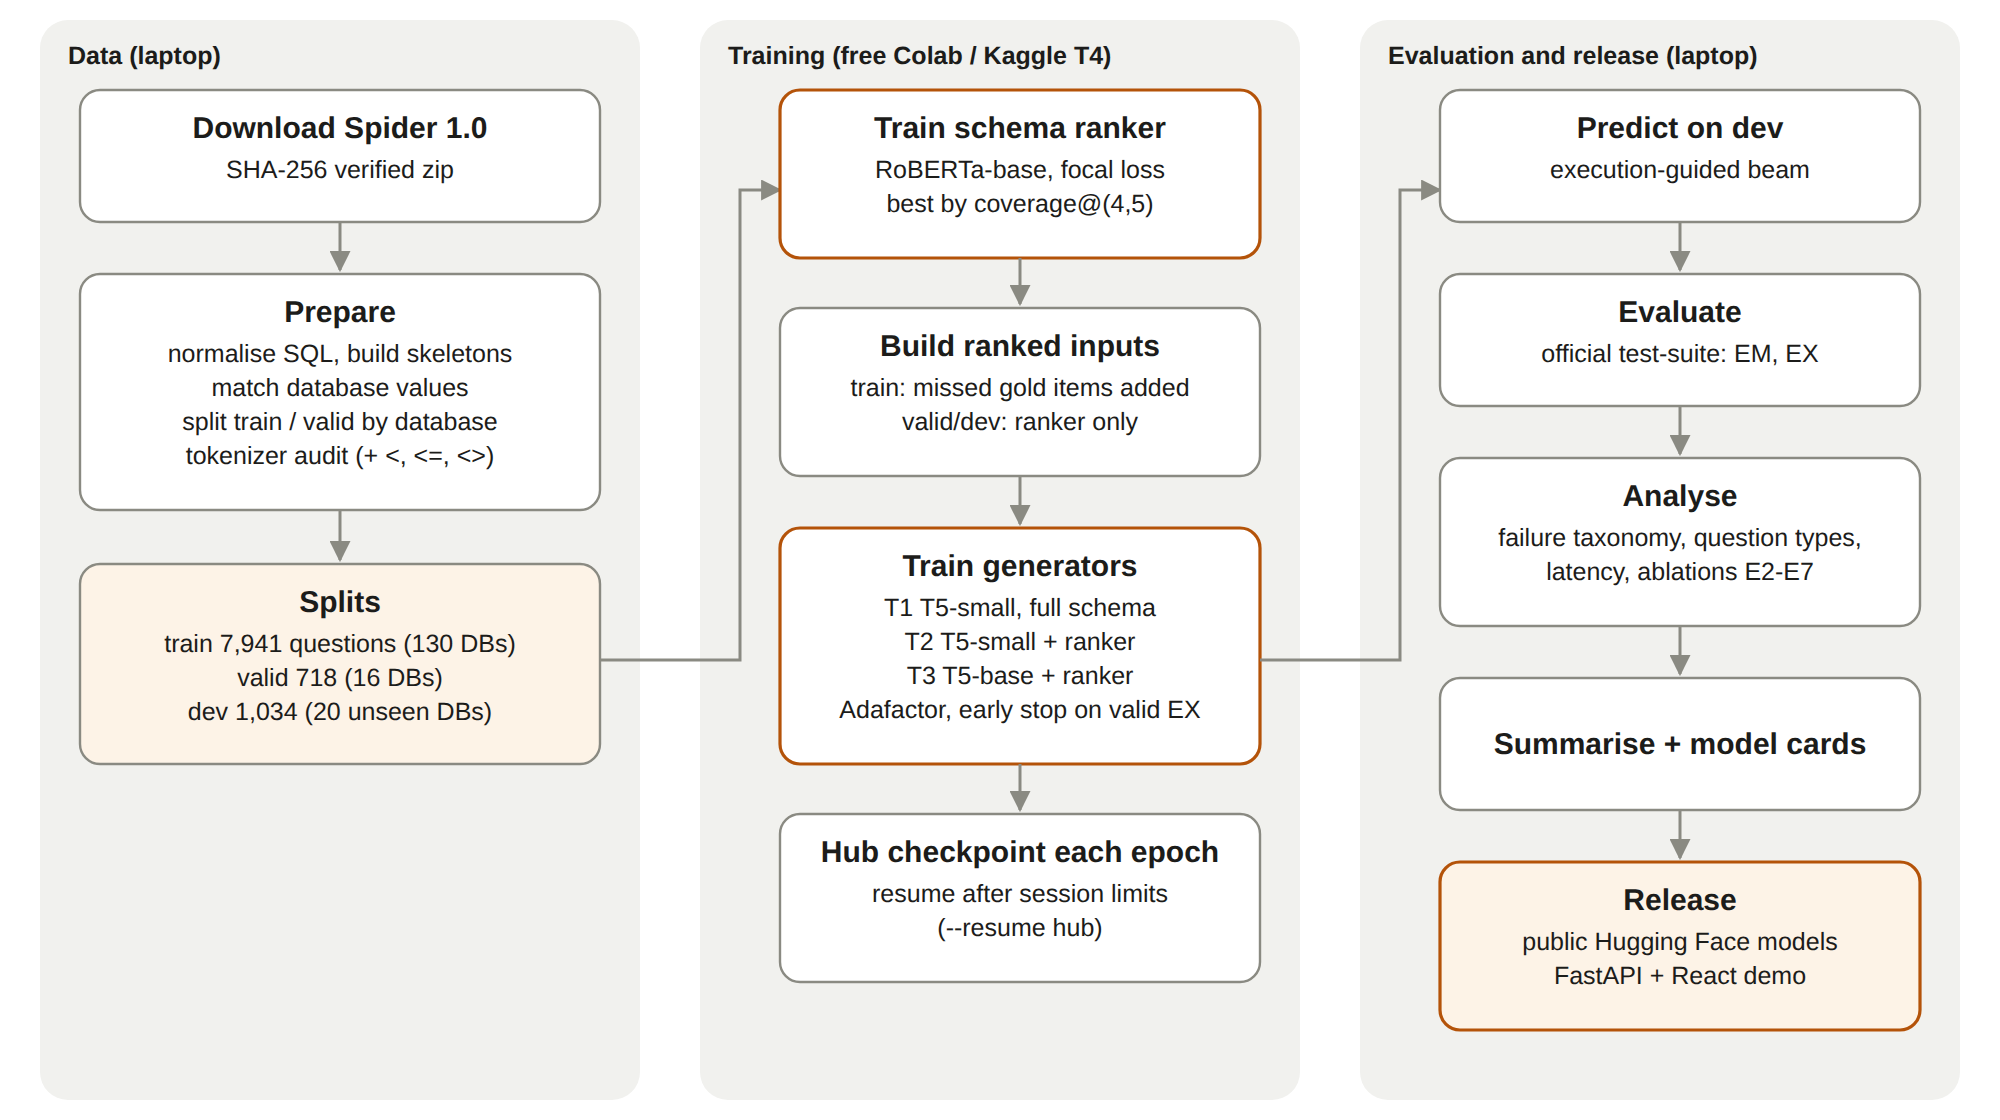 Data (laptop)
Download Spider 1.0
SHA-256 verified zip
Prepare
normalise SQL, build skeletons
match database values
split train / valid by database
tokenizer audit (+ <, <=, <>)
Splits
train 7,941 questions (130 DBs)
valid 718 (16 DBs)
dev 1,034 (20 unseen DBs)
Training (free Colab / Kaggle T4)
Train schema ranker
RoBERTa-base, focal loss
best by coverage@(4,5)
Build ranked inputs
train: missed gold items added
valid/dev: ranker only
Train generators
T1 T5-small, full schema
T2 T5-small + ranker
T3 T5-base + ranker
Adafactor, early stop on valid EX
Hub checkpoint each epoch
resume after session limits
(--resume hub)
Evaluation and release (laptop)
Predict on dev
execution-guided beam
Evaluate
official test-suite: EM, EX
Analyse
failure taxonomy, question types,
latency, ablations E2-E7
Summarise + model cards
Release
public Hugging Face models
FastAPI + React demo